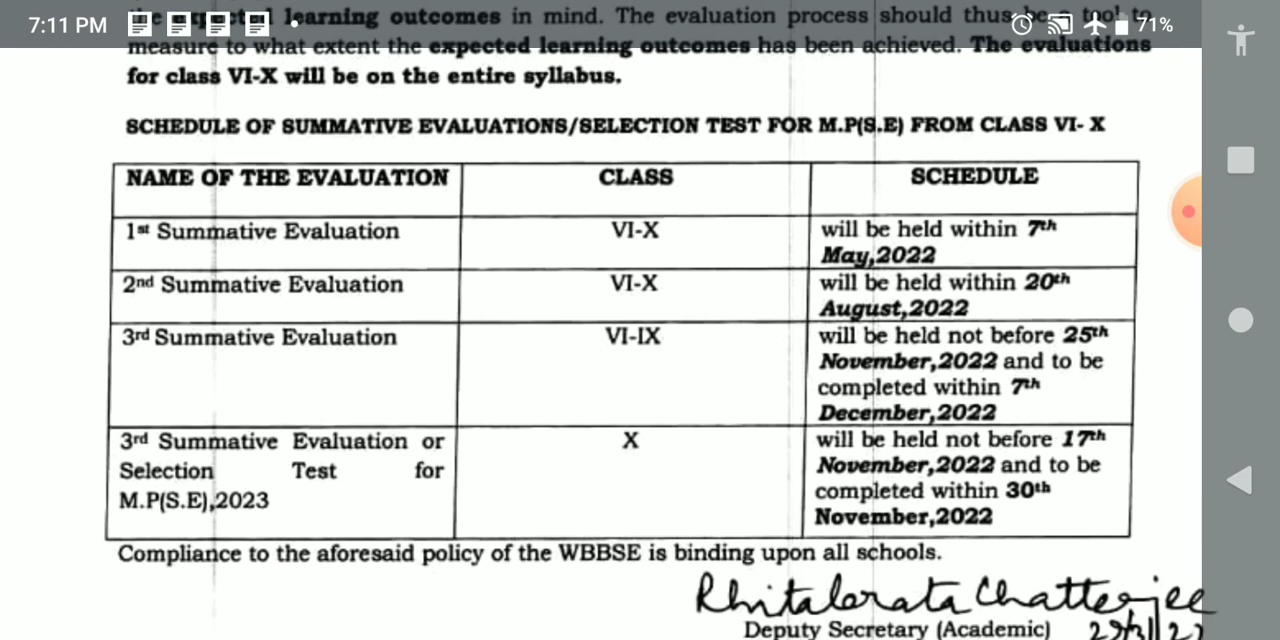 7:11 PM
71%
the expected learning outcomes in mind. The evaluation process should thus be a tool to
measure to what extent the expected learning outcomes has been achieved. The evaluations
for class VI-X will be on the entire syllabus.
SCHEDULE OF SUMMATIVE EVALUATIONS/SELECTION TEST FOR M.P(S.E) FROM CLASS VI- X
NAME OF THE EVALUATION CLASS SCHEDULE
1st Summative Evaluation VI-X will be held within 7th
May,2022
2nd Summative Evaluation VI-X will be held within 20th
August,2022
3rd Summative Evaluation VI-IX will be held not before 25th
November,2022 and to be
completed within 7th
December,2022
3rd Summative Evaluation or X will be held not before 17th
Selection Test for November,2022 and to be
M.P(S.E),2023 completed within 30th
November,2022
Compliance to the aforesaid policy of the WBBSE is binding upon all schools.
Chatterjee
Deputy Secretary (Academic)